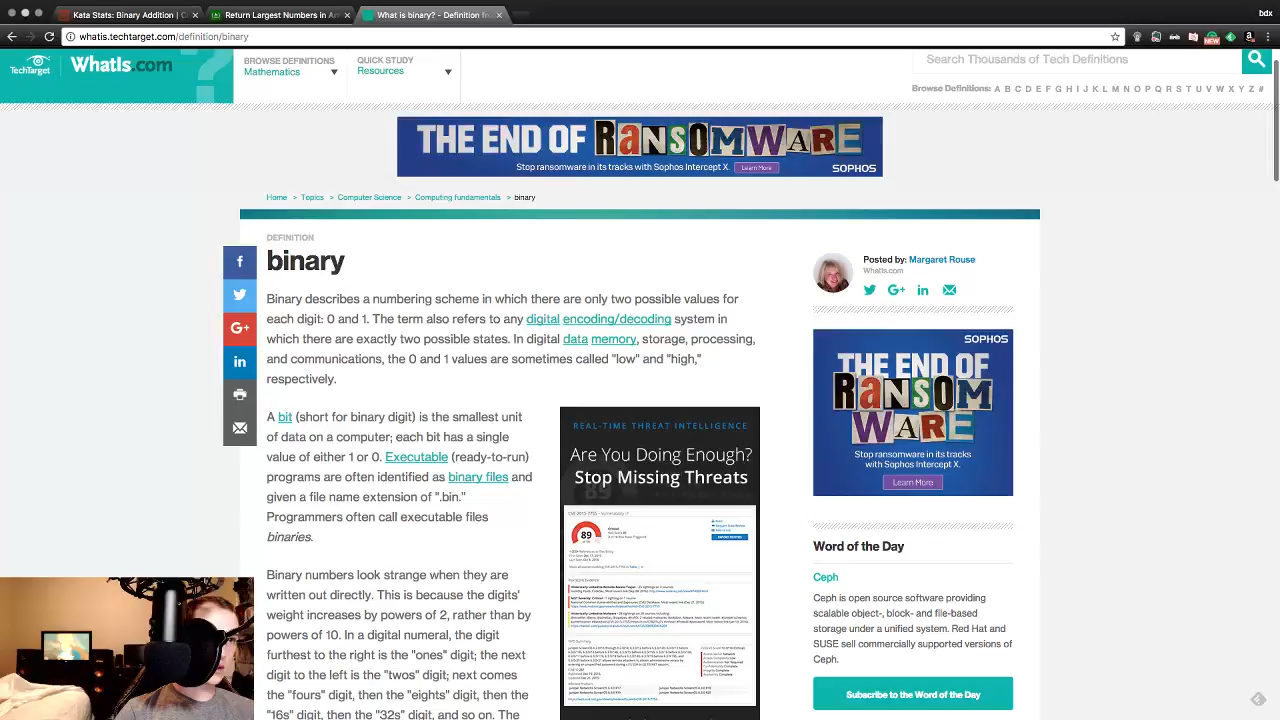 Kata Stats: Binary Addition
Return Largest Numbers in Arr
What is binary? - Definition fro
bdx
whatis.techtarget.com/definition/binary
NEW
TechTarget
WhatIs.com
BROWSE DEFINITIONS
Mathematics
QUICK STUDY
Resources
Search Thousands of Tech Definitions
Browse Definitions: A B C D E F G H I J K L M N O P Q R S T U V W X Y Z #
THE END OF RANSOMWARE
Stop ransomware in its tracks with Sophos Intercept X.
Learn More
SOPHOS
Home > Topics > Computer Science > Computing fundamentals > binary
DEFINITION
binary
Binary describes a numbering scheme in which there are only two possible values for
each digit: 0 and 1. The term also refers to any digital encoding/decoding system in
which there are exactly two possible states. In digital data memory, storage, processing,
and communications, the 0 and 1 values are sometimes called "low" and "high,"
respectively.
A bit (short for binary digit) is the smallest unit
of data on a computer; each bit has a single
value of either 1 or 0. Executable (ready-to-run)
programs are often identified as binary files and
given a file name extension of ".bin."
Programmers often call executable files
binaries.
Binary numbers look strange when they are
written out directly. This is because the digits'
weight increases by powers of 2, rather than by
powers of 10. In a digital numeral, the digit
furthest to the right is the "ones" digit; the next
digit to the left is the "twos" digit; next comes
the "fours" digit, then the "eights" digit, then the
"16s" digit, then the "32s" digit, and so on. The
REAL-TIME THREAT INTELLIGENCE
Are You Doing Enough?
Stop Missing Threats
89
Posted by: Margaret Rouse
WhatIs.com
SOPHOS
THE END OF
RANSOM
WARE
Stop ransomware in its tracks
with Sophos Intercept X.
Learn More
Word of the Day
Ceph
Ceph is open source software providing
scalable object-, block- and file-based
storage under a unified system. Red Hat and
SUSE sell commercially supported versions of
Ceph.
Subscribe to the Word of the Day